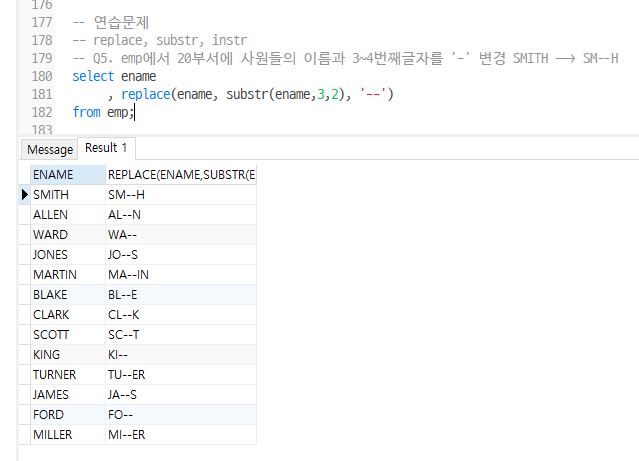 176
177 -- 연습문제
178 -- replace, substr, instr
179 -- Q5. emp에서 20부서에 사원들의 이름과 3~4번째글자를 '-' 변경 SMITH --> SM--H
180 select ename
181 , replace(ename, substr(ename,3,2), '--')
182 from emp;
183
Message Result 1
ENAME REPLACE(ENAME,SUBSTR(E
SMITH SM--H
ALLEN AL--N
WARD WA--
JONES JO--S
MARTIN MA--IN
BLAKE BL--E
CLARK CL--K
SCOTT SC--T
KING KI--
TURNER TU--ER
JAMES JA--S
FORD FO--
MILLER MI--ER